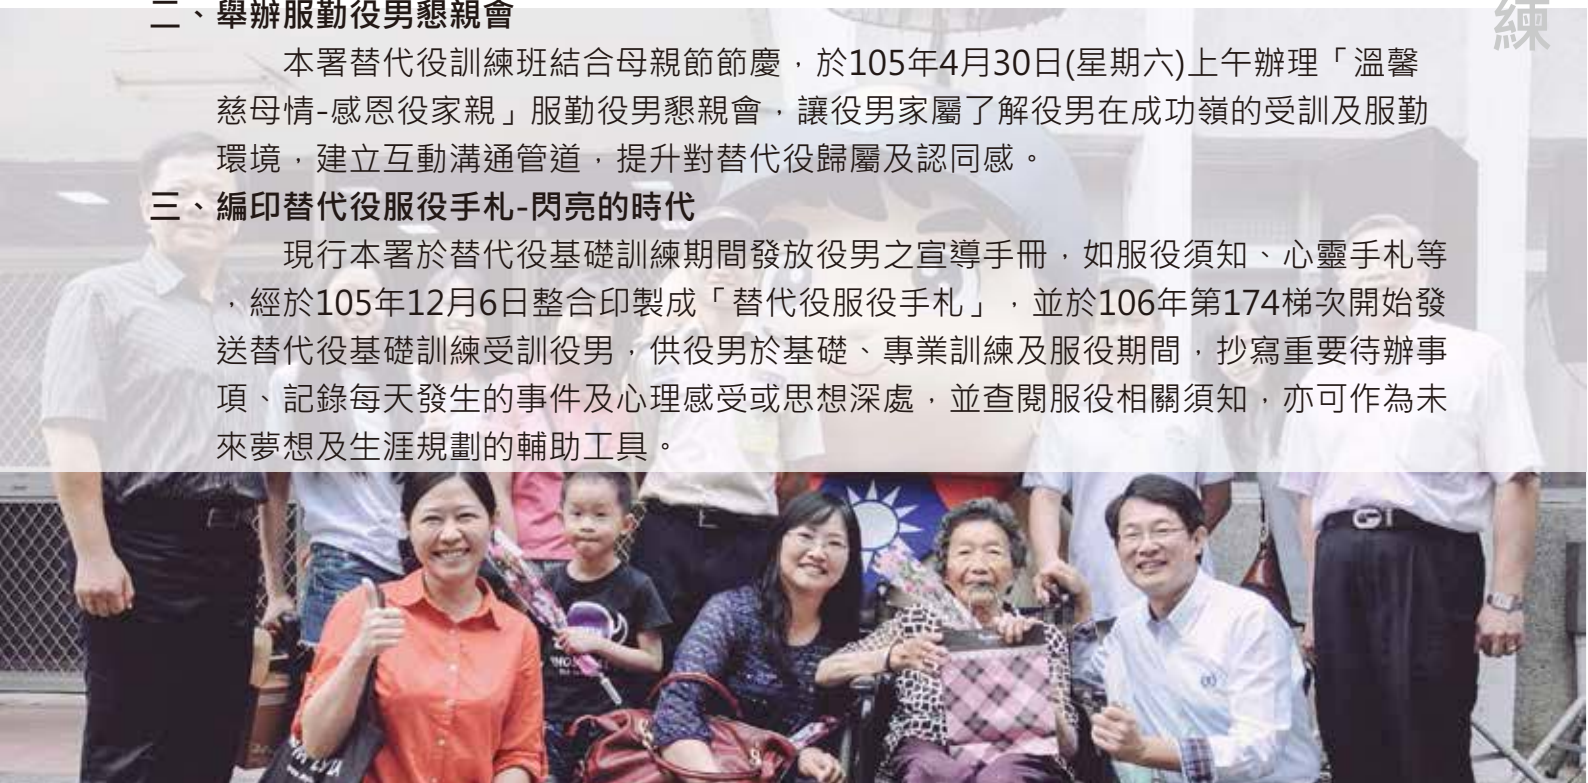 二、舉辦服勤役男懇親會
本署替代役訓練班結合母親節節慶，於105年4月30日(星期六)上午辦理「溫馨
慈母情-感恩役家親」服勤役男懇親會，讓役男家屬了解役男在成功嶺的受訓及服勤
環境，建立互動溝通管道，提升對替代役歸屬及認同感。
三、編印替代役服役手札-閃亮的時代
現行本署於替代役基礎訓練期間發放役男之宣導手冊，如服役須知、心靈手札等
，經於105年12月6日整合印製成「替代役服役手札」，並於106年第174梯次開始發
送替代役基礎訓練受訓役男，供役男於基礎、專業訓練及服役期間，抄寫重要待辦事
項、記錄每天發生的事件及心理感受或思想深處，並查閱服役相關須知，亦可作為未
來夢想及生涯規劃的輔助工具。
練